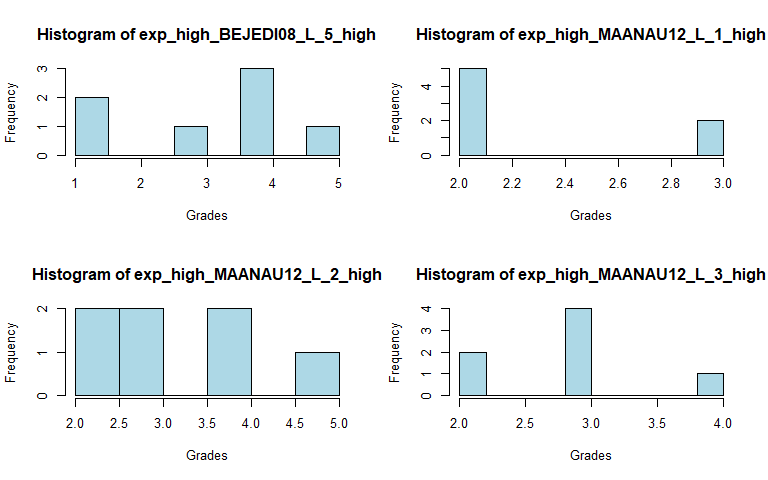 Histogram of exp_high_BEJEDI08_L_5_high
Frequency
0 1 2 3
1 2 3 4 5
Grades
Histogram of exp_high_MAANAU12_L_1_high
Frequency
0 2 4
2.0 2.2 2.4 2.6 2.8 3.0
Grades
Histogram of exp_high_MAANAU12_L_2_high
Frequency
0 1 2
2.0 2.5 3.0 3.5 4.0 4.5 5.0
Grades
Histogram of exp_high_MAANAU12_L_3_high
Frequency
0 1 2 3 4
2.0 2.5 3.0 3.5 4.0
Grades